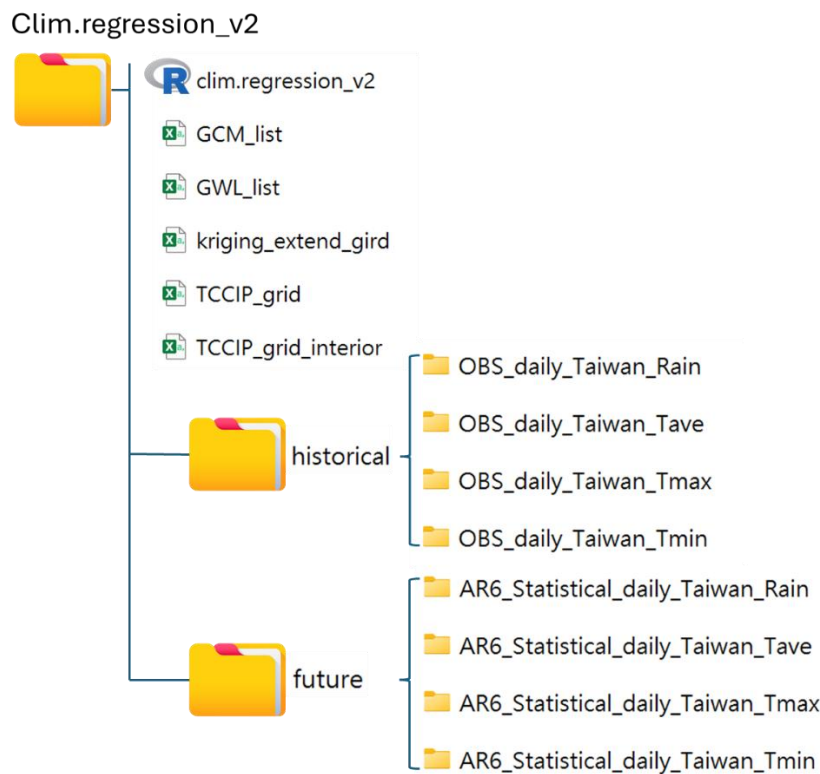 Clim.regression_v2
R clim.regression_v2
X a, GCM_list
X a, GWL_list
X a, kriging_extend_gird
X a, TCCIP_grid
X a, TCCIP_grid_interior
historical
OBS_daily_Taiwan_Rain
OBS_daily_Taiwan_Tave
OBS_daily_Taiwan_Tmax
OBS_daily_Taiwan_Tmin
future
AR6_Statistical_daily_Taiwan_Rain
AR6_Statistical_daily_Taiwan_Tave
AR6_Statistical_daily_Taiwan_Tmax
AR6_Statistical_daily_Taiwan_Tmin